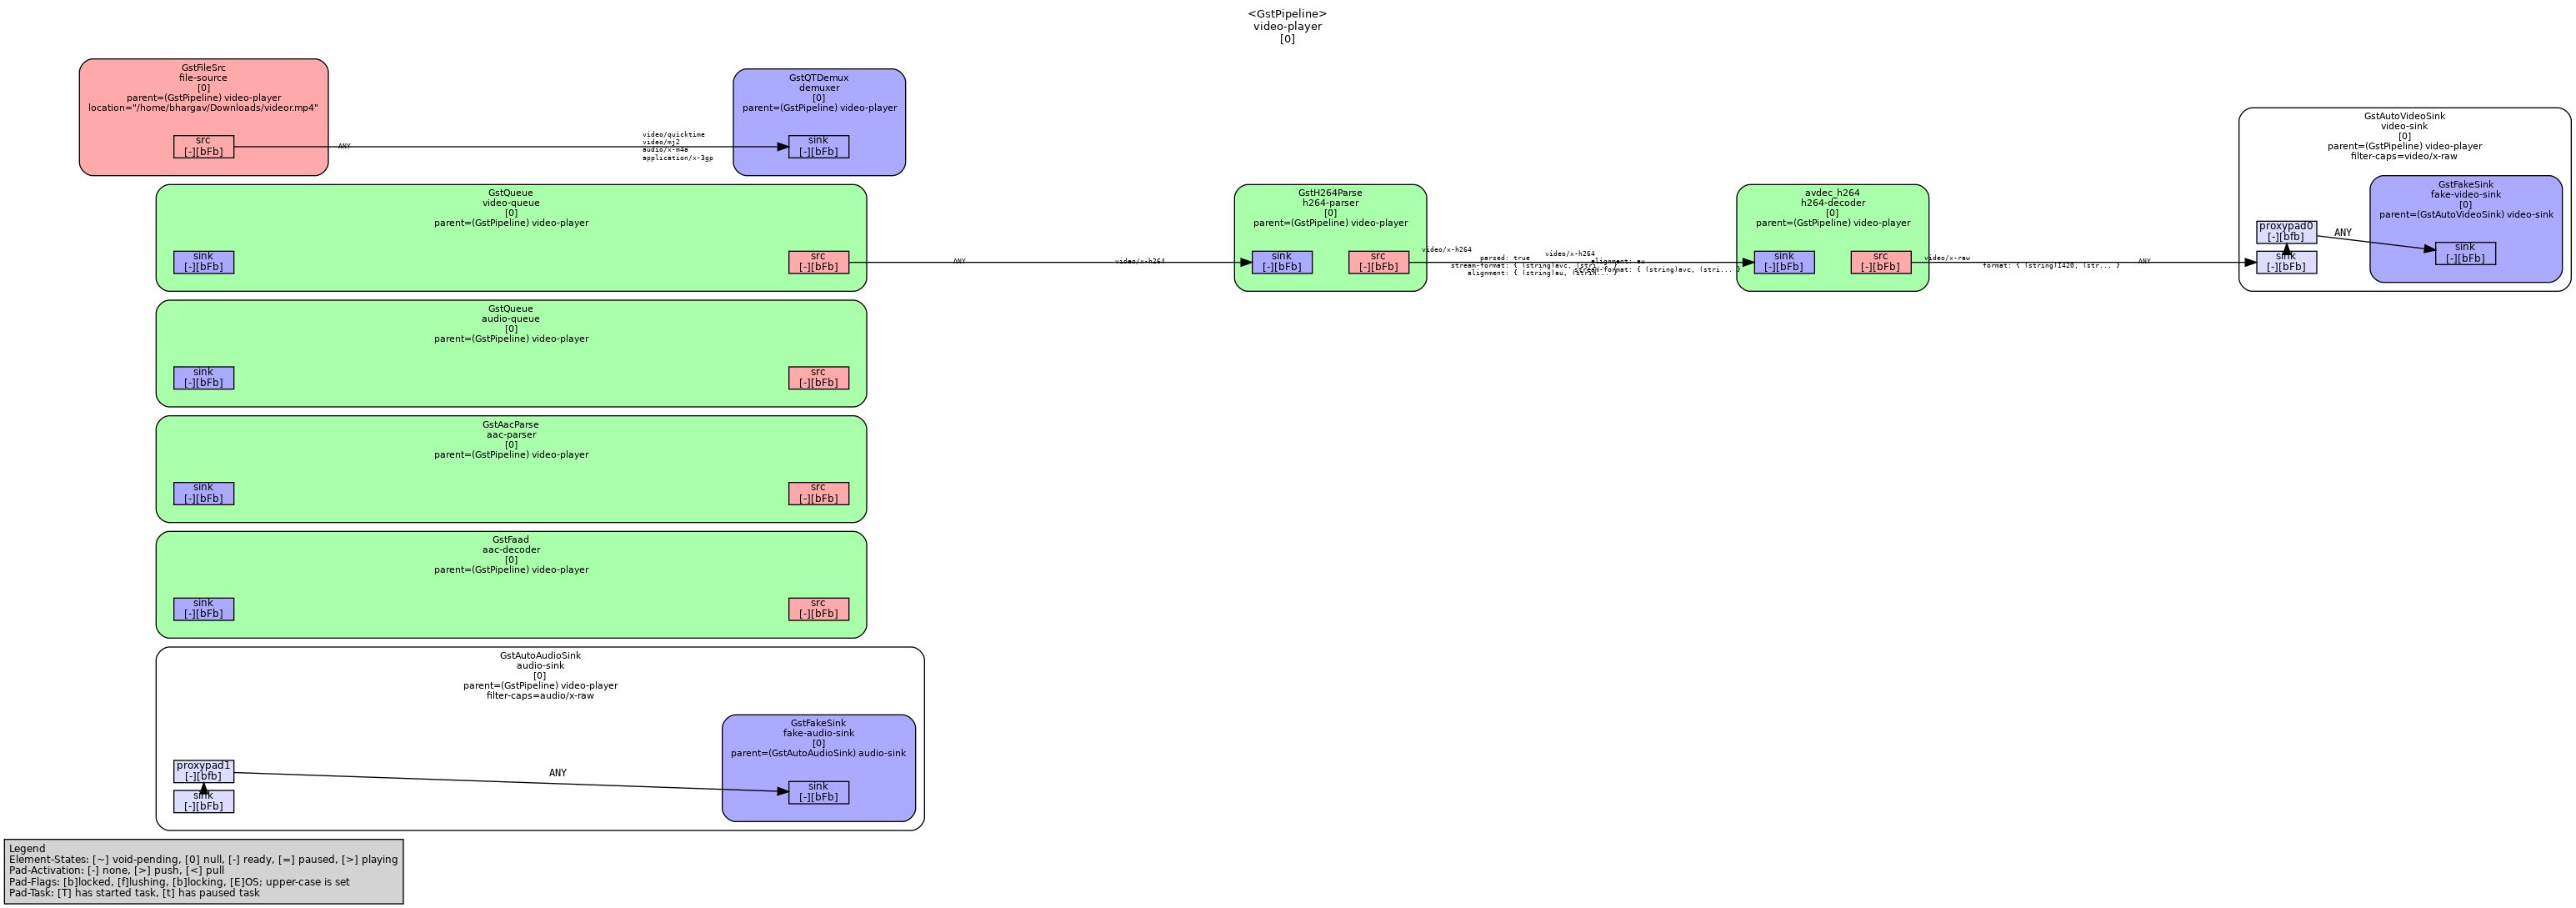 <GstPipeline>
video-player
[0]
GstFileSrc
file-source
[0]
parent=(GstPipeline) video-player
location="/home/bhargav/Downloads/videor.mp4"
src
[-][bFb]
ANY
video/quicktime
video/mj2
audio/x-m4a
application/x-3gp
GstQTDemux
demuxer
[0]
parent=(GstPipeline) video-player
sink
[-][bFb]
GstQueue
video-queue
[0]
parent=(GstPipeline) video-player
sink
[-][bFb]
src
[-][bFb]
ANY
video/x-h264
GstH264Parse
h264-parser
[0]
parent=(GstPipeline) video-player
sink
[-][bFb]
src
[-][bFb]
video/x-h264
parsed: true
stream-format: { (string)avc, (stri... }
alignment: { (string)au, (strin... }
video/x-h264
alignment: au
stream-format: { (string)avc, (stri... }
avdec_h264
h264-decoder
[0]
parent=(GstPipeline) video-player
sink
[-][bFb]
src
[-][bFb]
video/x-raw
format: { (string)I420, (str... }
ANY
GstAutoVideoSink
video-sink
[0]
parent=(GstPipeline) video-player
filter-caps=video/x-raw
proxypad0
[-][bfb]
sink
[-][bFb]
ANY
GstFakeSink
fake-video-sink
[0]
parent=(GstAutoVideoSink) video-sink
sink
[-][bFb]
GstQueue
audio-queue
[0]
parent=(GstPipeline) video-player
sink
[-][bFb]
src
[-][bFb]
GstAacParse
aac-parser
[0]
parent=(GstPipeline) video-player
sink
[-][bFb]
src
[-][bFb]
GstFaad
aac-decoder
[0]
parent=(GstPipeline) video-player
sink
[-][bFb]
src
[-][bFb]
GstAutoAudioSink
audio-sink
[0]
parent=(GstPipeline) video-player
filter-caps=audio/x-raw
proxypad1
[-][bfb]
sink
[-][bFb]
ANY
GstFakeSink
fake-audio-sink
[0]
parent=(GstAutoAudioSink) audio-sink
sink
[-][bFb]
Legend
Element-States: [~] void-pending, [0] null, [-] ready, [=] paused, [>] playing
Pad-Activation: [-] none, [>] push, [<] pull
Pad-Flags: [b]locked, [f]lushing, [b]locking, [E]OS; upper-case is set
Pad-Task: [T] has started task, [t] has paused task